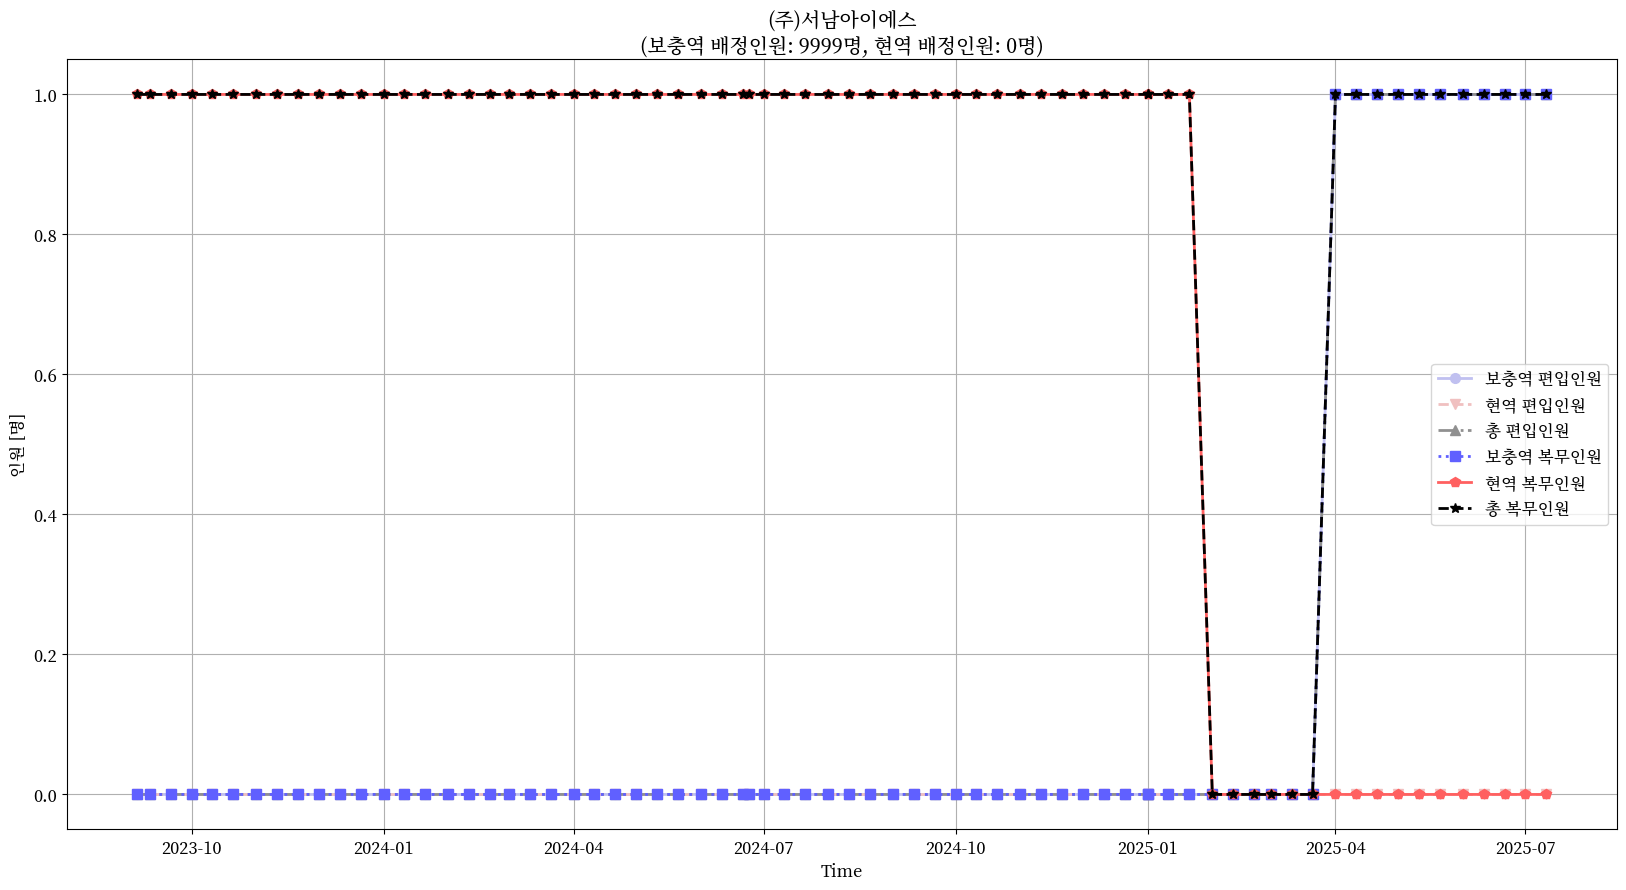 (주)서남아이에스
(보충역 배정인원: 9999명, 현역 배정인원: 0명)
1.0
0.8
0.6
0.4
0.2
0.0
인원 [명]
보충역 편입인원
현역 편입인원
총 편입인원
보충역 복무인원
현역 복무인원
총 복무인원
2023-10
2024-01
2024-04
2024-07
2024-10
2025-01
2025-04
2025-07
Time